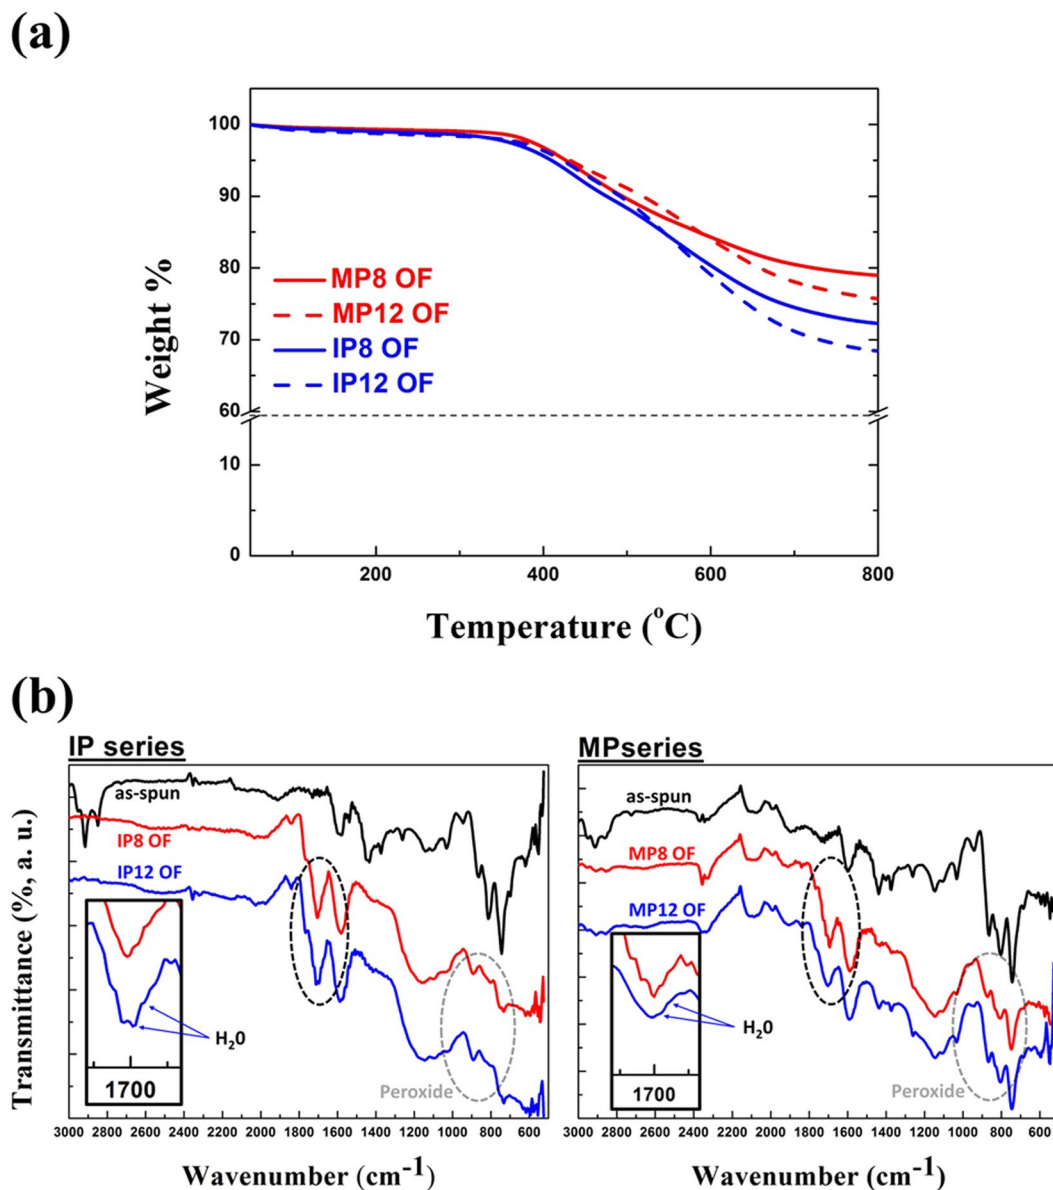 (a)
100
90
80
70
60
10
0
Weight %
MP8 OF
MP12 OF
IP8 OF
IP12 OF
200 400 600 800
Temperature (°C)
(b)
IP series
as-spun
IP8 OF
IP12 OF
H₂0
1700
Peroxide
3000 2800 2600 2400 2200 2000 1800 1600 1400 1200 1000 800 600
Wavenumber (cm⁻¹)
Transmittance (%, a. u.)
MPseries
as-spun
MP8 OF
MP12 OF
H₂0
1700
Peroxide
3000 2800 2600 2400 2200 2000 1800 1600 1400 1200 1000 800 600
Wavenumber (cm⁻¹)